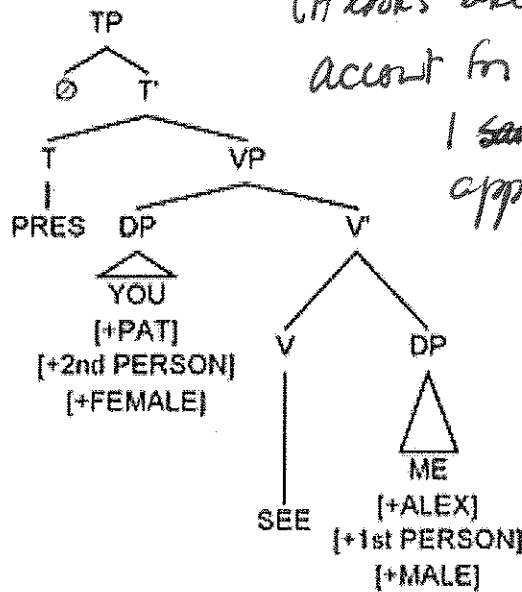 TP
account for
Ø T'
I
T VP
app
PRES DP V'
YOU
[+PAT]
[+2nd PERSON]
[+FEMALE]
V DP
ME
SEE
[+ALEX]
[+1st PERSON]
[+MALE]